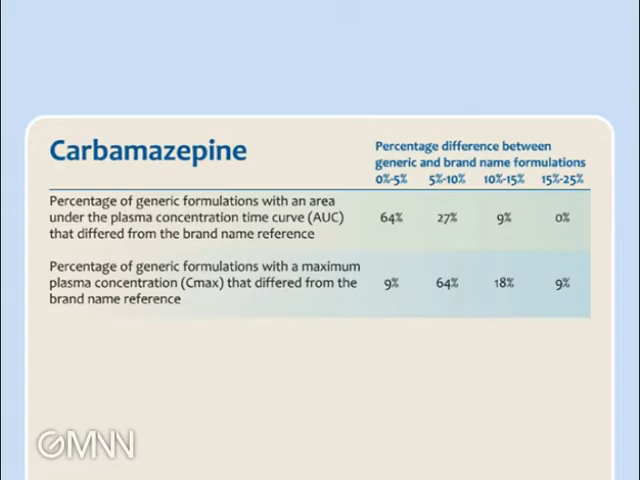 Carbamazepine
Percentage difference between
generic and brand name formulations
0%-5% 5%-10% 10%-15% 15%-25%
Percentage of generic formulations with an area
under the plasma concentration time curve (AUC)
that differed from the brand name reference
64% 27% 9% 0%
Percentage of generic formulations with a maximum
plasma concentration (Cmax) that differed from the
brand name reference
9% 64% 18% 9%
GMNN